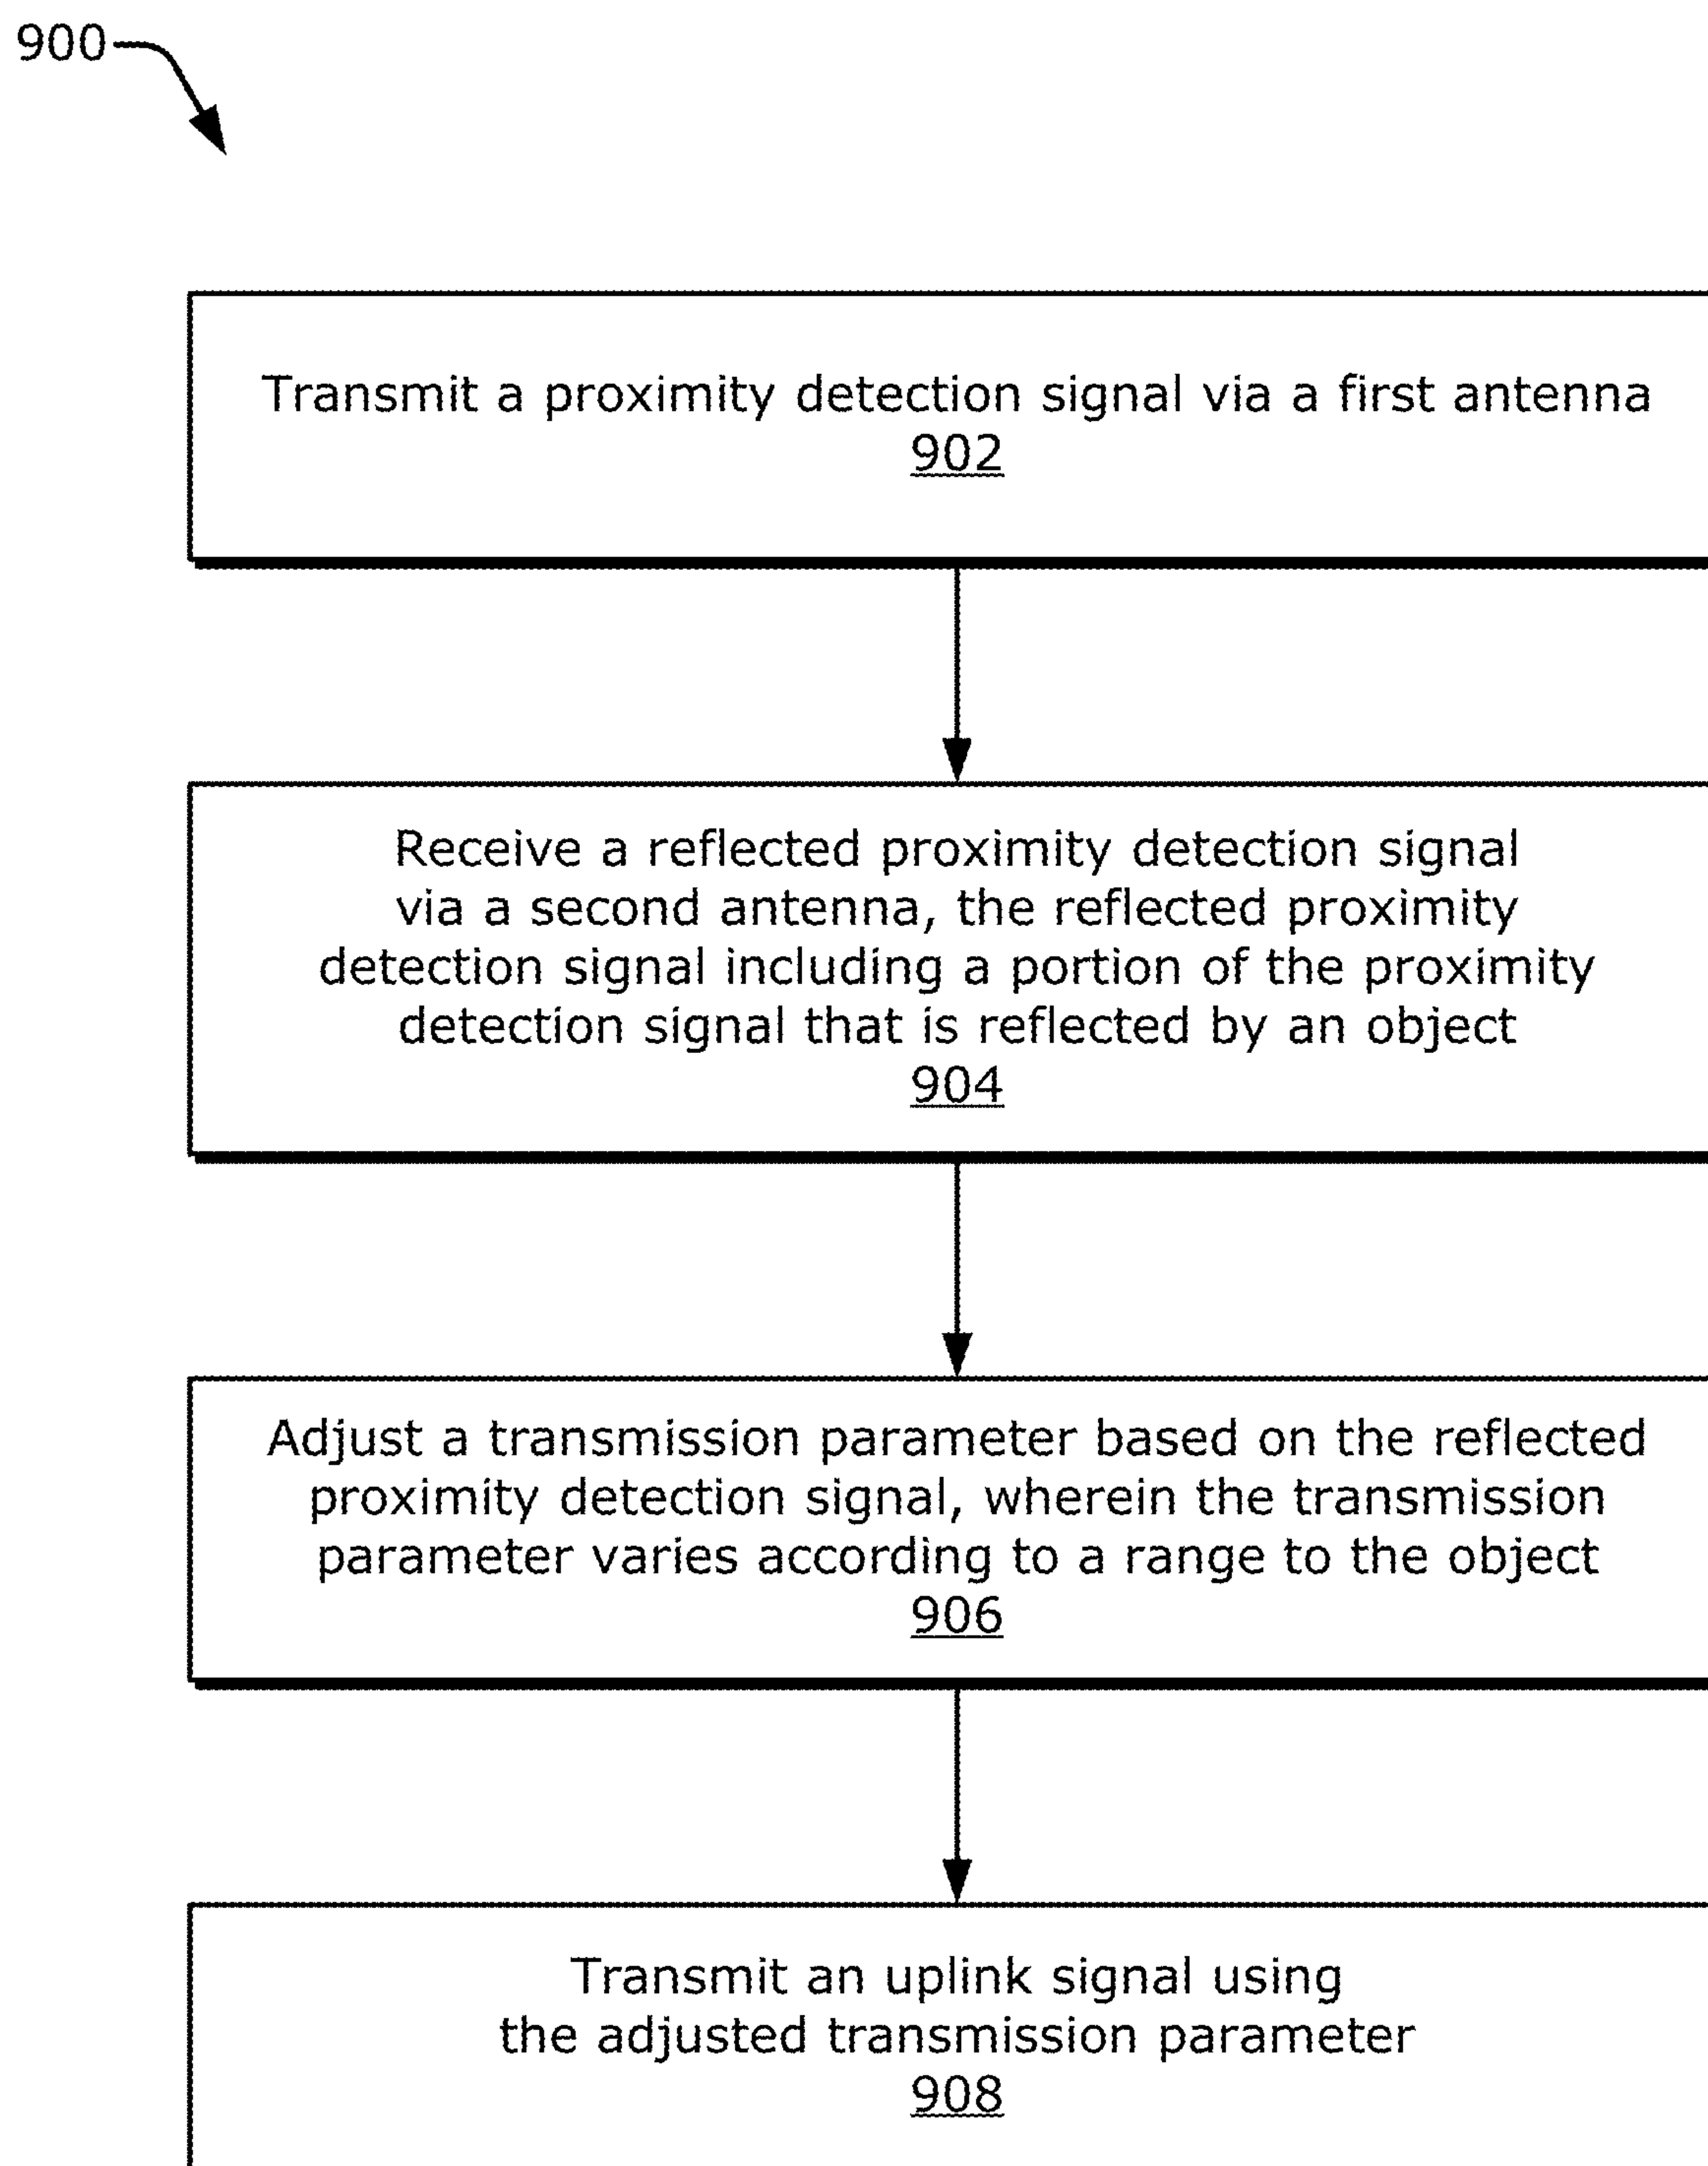 900
Transmit a proximity detection signal via a first antenna
902
Receive a reflected proximity detection signal
via a second antenna, the reflected proximity
detection signal including a portion of the proximity
detection signal that is reflected by an object
904
Adjust a transmission parameter based on the reflected
proximity detection signal, wherein the transmission
parameter varies according to a range to the object
906
Transmit an uplink signal using
the adjusted transmission parameter
908